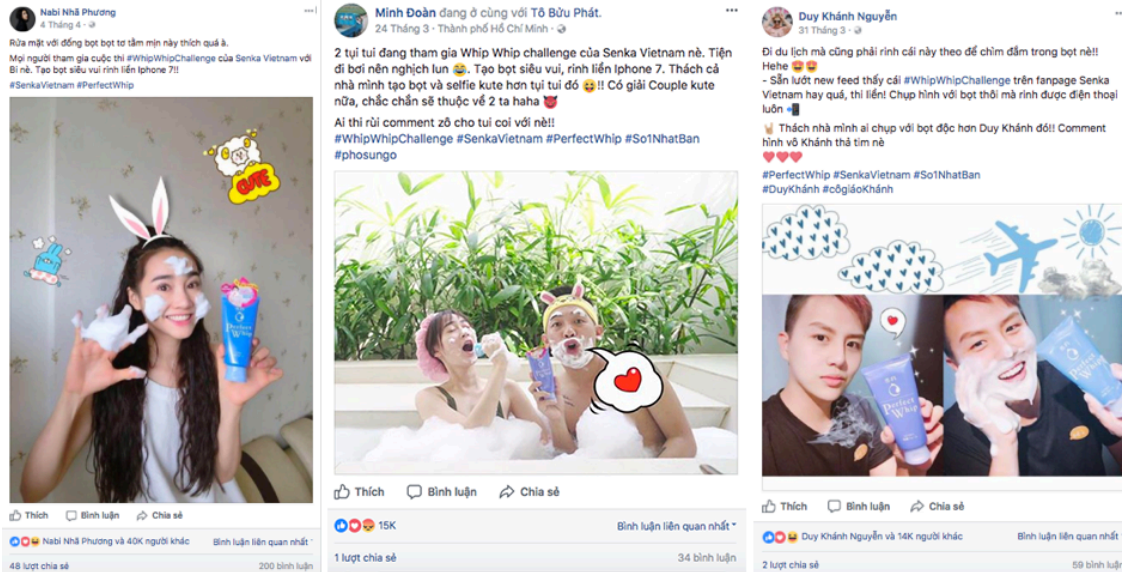 Nabi Nhã Phương
4 Tháng 4 ·
Rửa mặt với đống bọt bọt tơ tằm mịn này thích quá à.
Mọi người tham gia cuộc thi #WhipWhipChallenge của Senka Vietnam với
Bi nè. Tạo bọt siêu vui, rinh liền Iphone 7!!
#SenkaVietnam #PerfectWhip
CUTE
Perfect
Whip
Thích Bình luận Chia sẻ
Nabi Nhã Phương và 40K người khác
Bình luận liên quan nhất
48 lượt chia sẻ
200 bình luận
Minh Đoàn đang ở cùng với Tô Bửu Phát.
24 Tháng 3 · Thành phố Hồ Chí Minh ·
2 tụi tui đang tham gia Whip Whip challenge của Senka Vietnam nè. Tiện
đi bơi nên nghịch lun 😂. Tạo bọt siêu vui, rinh liền Iphone 7. Thách cả
nhà mình tạo bọt và selfie kute hơn tụi tui đó 😆!! Có giải Couple kute
nữa, chắc chắn sẽ thuộc về 2 ta haha 😈
Ai thi rùi comment zô cho tui coi với nè!!
#WhipWhipChallenge #SenkaVietnam #PerfectWhip #So1NhatBan
#phosungo
Thích Bình luận Chia sẻ
15K
Bình luận liên quan nhất
1 lượt chia sẻ
34 bình luận
Duy Khánh Nguyễn
31 Tháng 3 ·
Đi du lịch mà cũng phải rinh cái này theo để chìm đắm trong bọt nè!!
Hehe 😍😍
- Sẵn lướt new feed thấy cái #WhipWhipChallenge trên fanpage Senka
Vietnam hay quá, thi liền! Chụp hình với bọt thôi mà rinh được điện thoại
luôn 📲
🤘 Thách nhà mình ai chụp với bọt độc hơn Duy Khánh đó!! Comment
hình vô Khánh thả tim nè
❤❤❤
#PerfectWhip #SenkaVietnam #So1NhatBan
#DuyKhánh #côgiáoKhánh
Perfect
Whip
Perfect
Whip
Thích Bình luận Chia sẻ
Duy Khánh Nguyễn và 14K người khác
Bình luận liên quan nhất
2 lượt chia sẻ
59 bình luận